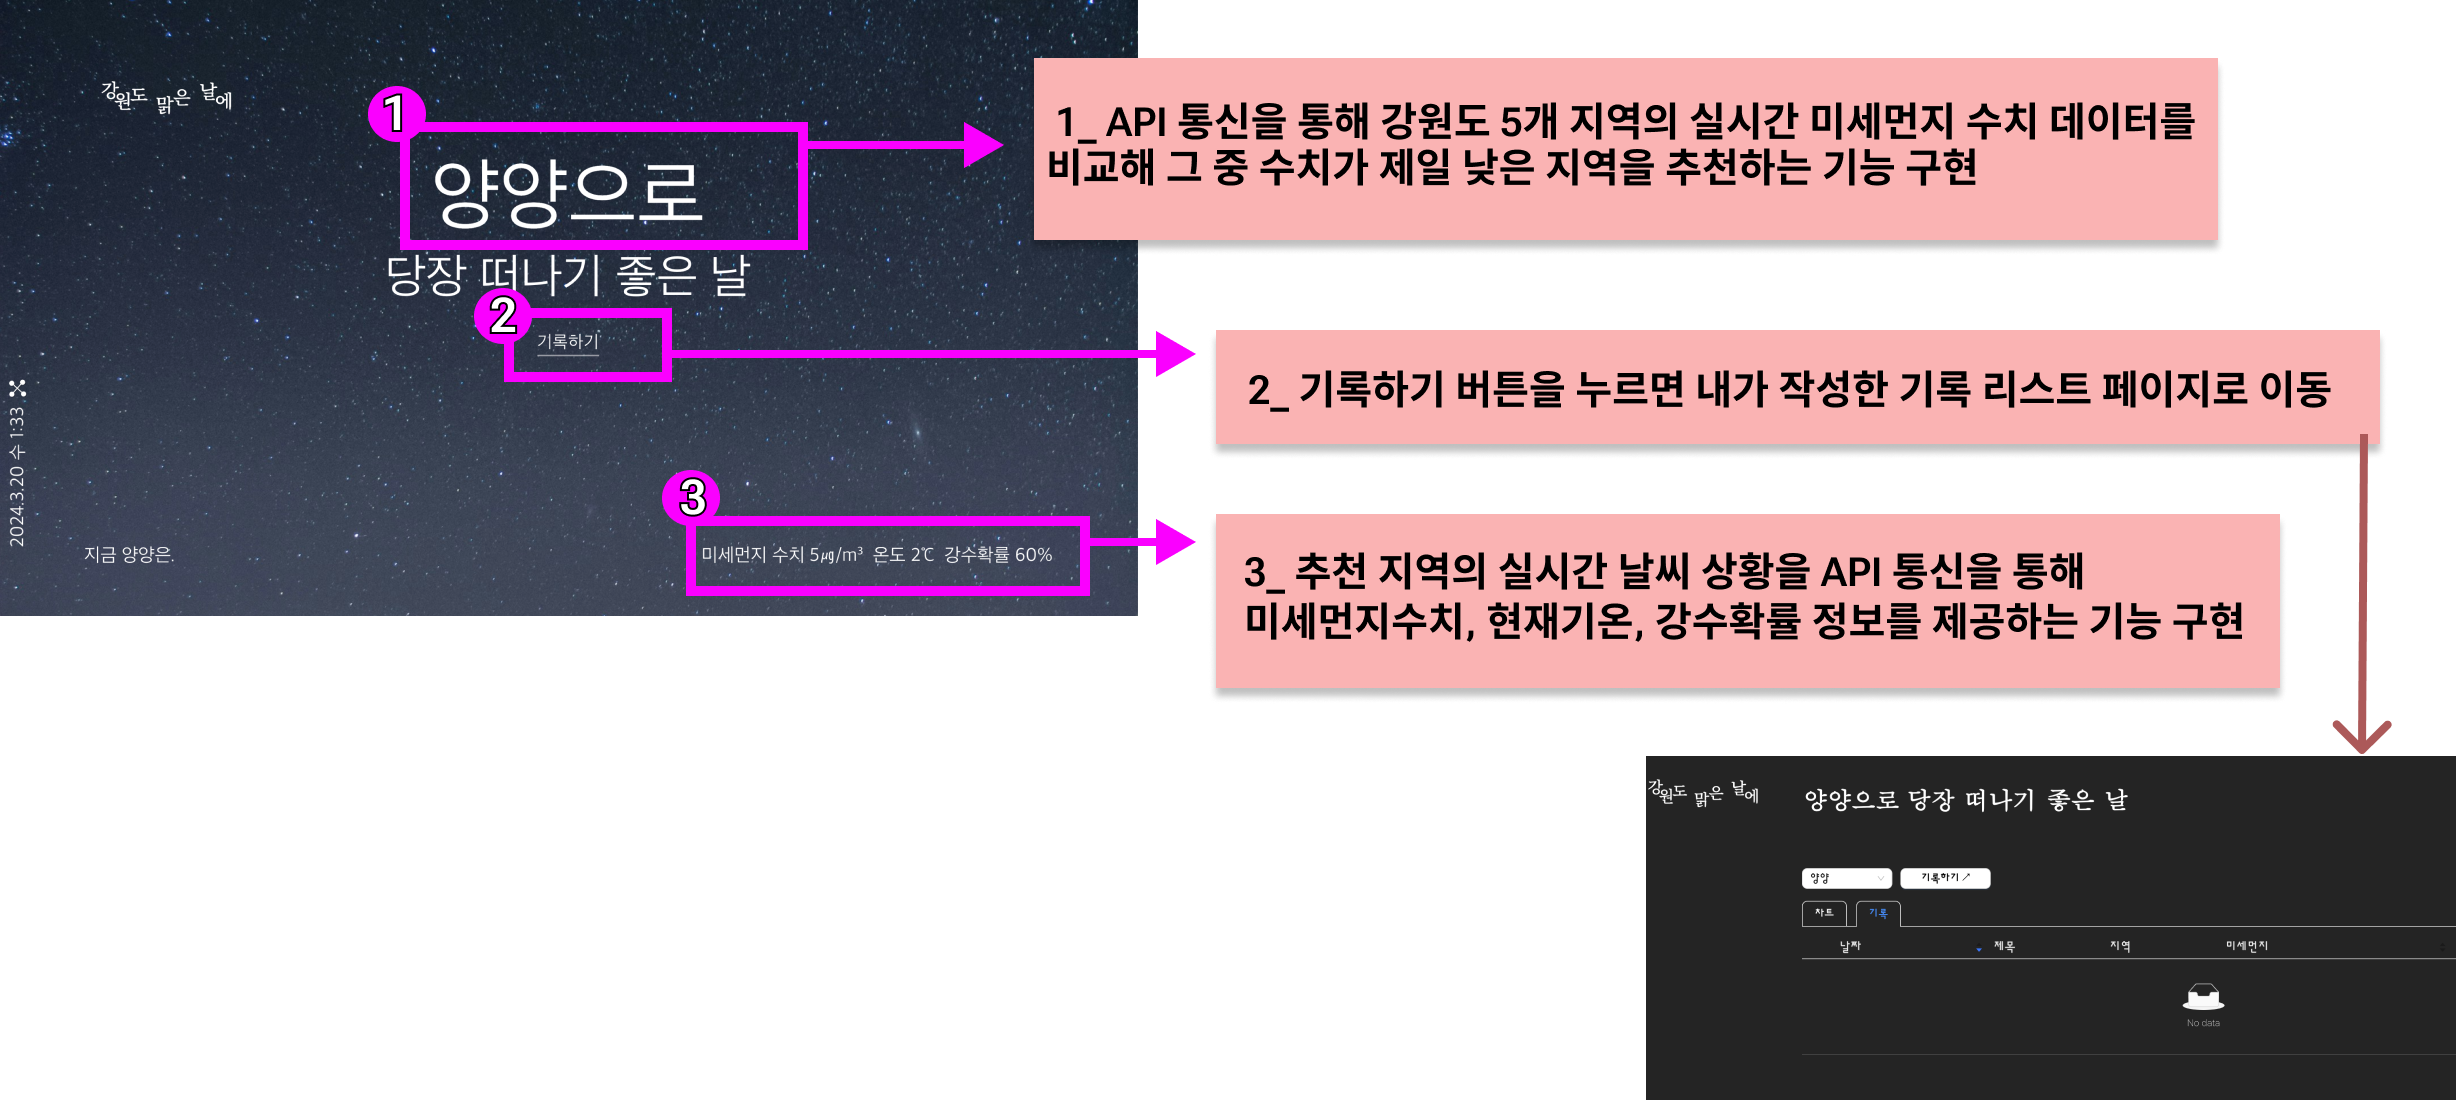 강원도 맑은 날에
1
양양으로
당장 떠나기 좋은 날
2
기록하기
2024.3.20 수 1:33
3
지금 양양은.
미세먼지 수치 5㎍/m³ 온도 2℃ 강수확률 60%
1_ API 통신을 통해 강원도 5개 지역의 실시간 미세먼지 수치 데이터를
비교해 그 중 수치가 제일 낮은 지역을 추천하는 기능 구현
2_ 기록하기 버튼을 누르면 내가 작성한 기록 리스트 페이지로 이동
3_ 추천 지역의 실시간 날씨 상황을 API 통신을 통해
미세먼지수치, 현재기온, 강수확률 정보를 제공하는 기능 구현
강원도 맑은 날에
양양으로 당장 떠나기 좋은 날
양양
기록하기 ↗
차트 기록
날짜 제목 지역 미세먼지
No data